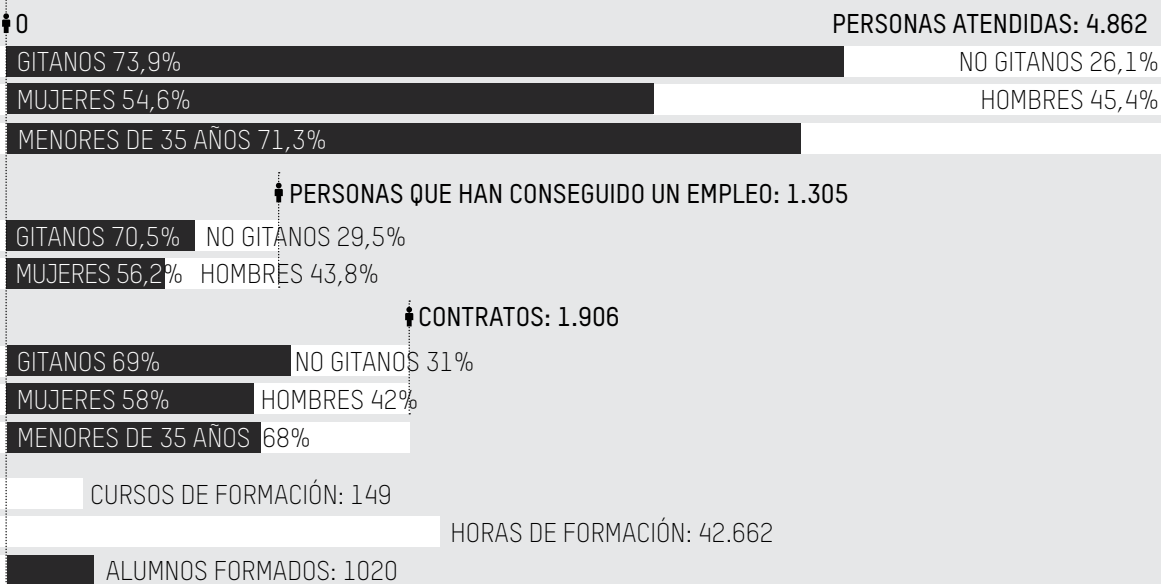 0 PERSONAS ATENDIDAS: 4.862
GITANOS 73,9% NO GITANOS 26,1%
MUJERES 54,6% HOMBRES 45,4%
MENORES DE 35 AÑOS 71,3%
PERSONAS QUE HAN CONSEGUIDO UN EMPLEO: 1.305
GITANOS 70,5% NO GITANOS 29,5%
MUJERES 56,2% HOMBRES 43,8%
CONTRATOS: 1.906
GITANOS 69% NO GITANOS 31%
MUJERES 58% HOMBRES 42%
MENORES DE 35 AÑOS 68%
CURSOS DE FORMACIÓN: 149
HORAS DE FORMACIÓN: 42.662
ALUMNOS FORMADOS: 1020